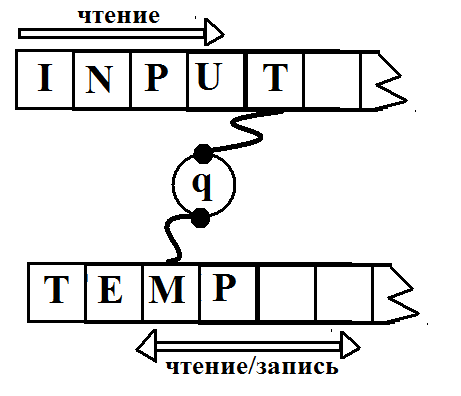 чтение
I N P U T
q
T E M P
чтение/запись